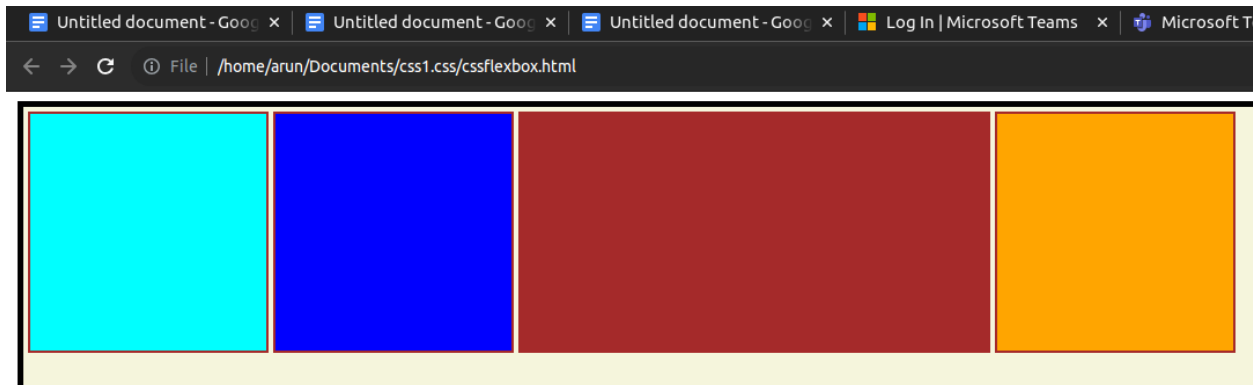 Untitled document - Goog
Untitled document - Goog
Untitled document - Goog
Log In | Microsoft Teams
Microsoft T
File
/home/arun/Documents/css1.css/cssflexbox.html